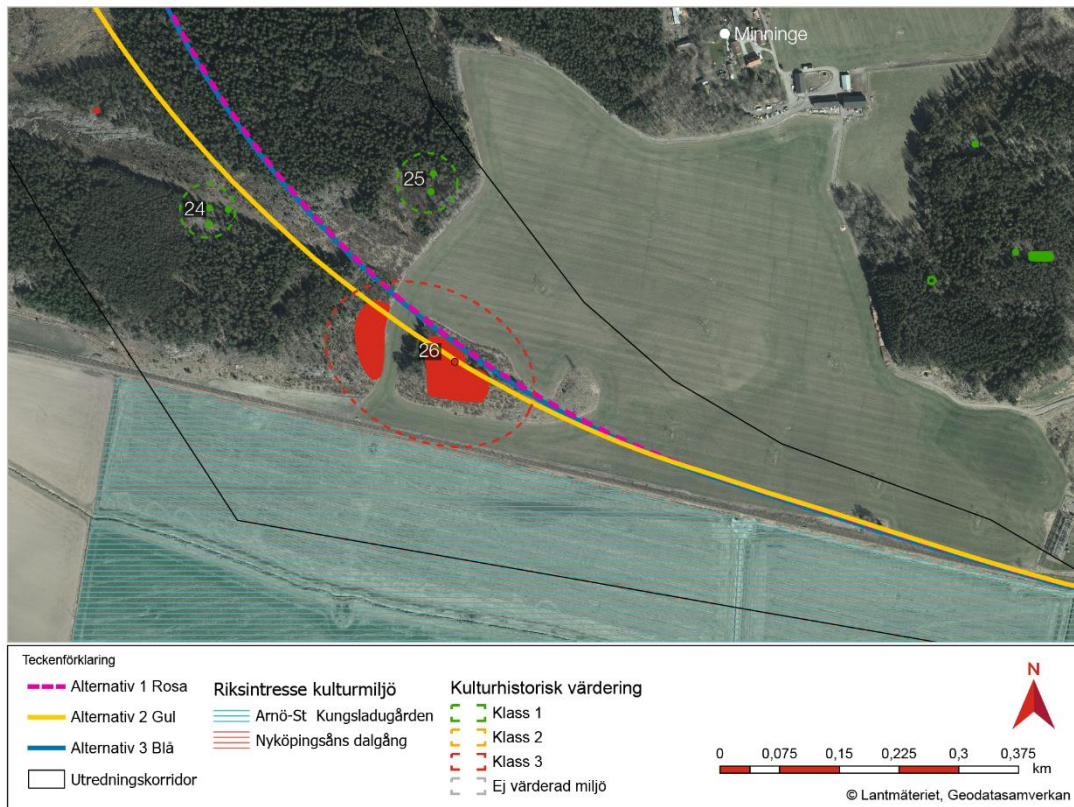 Minninge
25
24
26
Teckenförklaring
Alternativ 1 Rosa
Alternativ 2 Gul
Alternativ 3 Blå
Utredningskorridor
Riksintresse kulturmiljö
Arnö-St Kungsladugården
Nyköpingsåns dalgång
Kulturhistorisk värdering
Klass 1
Klass 2
Klass 3
Ej värderad miljö
N
0 0,075 0,15 0,225 0,3 0,375
km
© Lantmäteriet, Geodatasamverkan